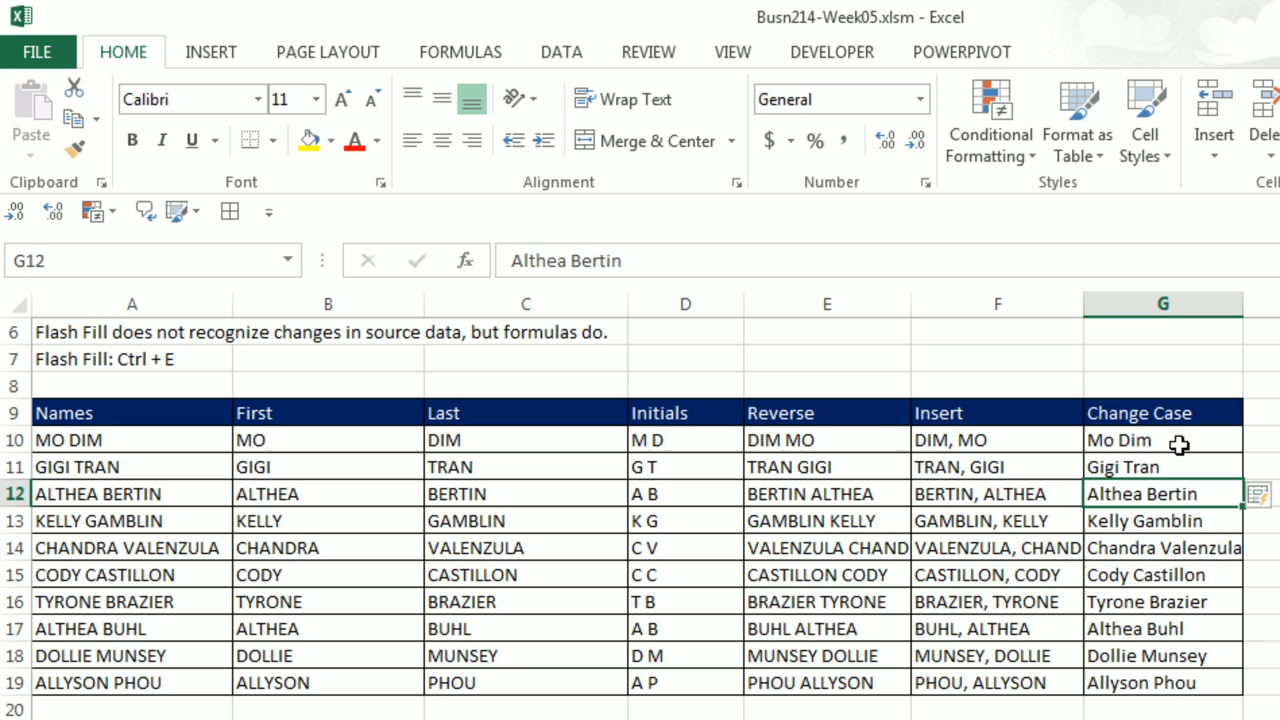 Busn214-Week05.xlsm - Excel
FILE HOME INSERT PAGE LAYOUT FORMULAS DATA REVIEW VIEW DEVELOPER POWERPIVOT
Calibri 11 Wrap Text General
Paste B I U A Merge & Center $ % , Conditional Formatting Format as Table Cell Styles Insert
Clipboard Font Alignment Number Styles
G12 fx Althea Bertin
A B C D E F G
6 Flash Fill does not recognize changes in source data, but formulas do.
7 Flash Fill: Ctrl + E
8
9 Names First Last Initials Reverse Insert Change Case
10 MO DIM MO DIM M D DIM MO DIM, MO Mo Dim
11 GIGI TRAN GIGI TRAN G T TRAN GIGI TRAN, GIGI Gigi Tran
12 ALTHEA BERTIN ALTHEA BERTIN A B BERTIN ALTHEA BERTIN, ALTHEA Althea Bertin
13 KELLY GAMBLIN KELLY GAMBLIN K G GAMBLIN KELLY GAMBLIN, KELLY Kelly Gamblin
14 CHANDRA VALENZULA CHANDRA VALENZULA C V VALENZULA CHAND VALENZULA, CHAND Chandra Valenzula
15 CODY CASTILLON CODY CASTILLON C C CASTILLON CODY CASTILLON, CODY Cody Castillon
16 TYRONE BRAZIER TYRONE BRAZIER T B BRAZIER TYRONE BRAZIER, TYRONE Tyrone Brazier
17 ALTHEA BUHL ALTHEA BUHL A B BUHL ALTHEA BUHL, ALTHEA Althea Buhl
18 DOLLIE MUNSEY DOLLIE MUNSEY D M MUNSEY DOLLIE MUNSEY, DOLLIE Dollie Munsey
19 ALLYSON PHOU ALLYSON PHOU A P PHOU ALLYSON PHOU, ALLYSON Allyson Phou
20